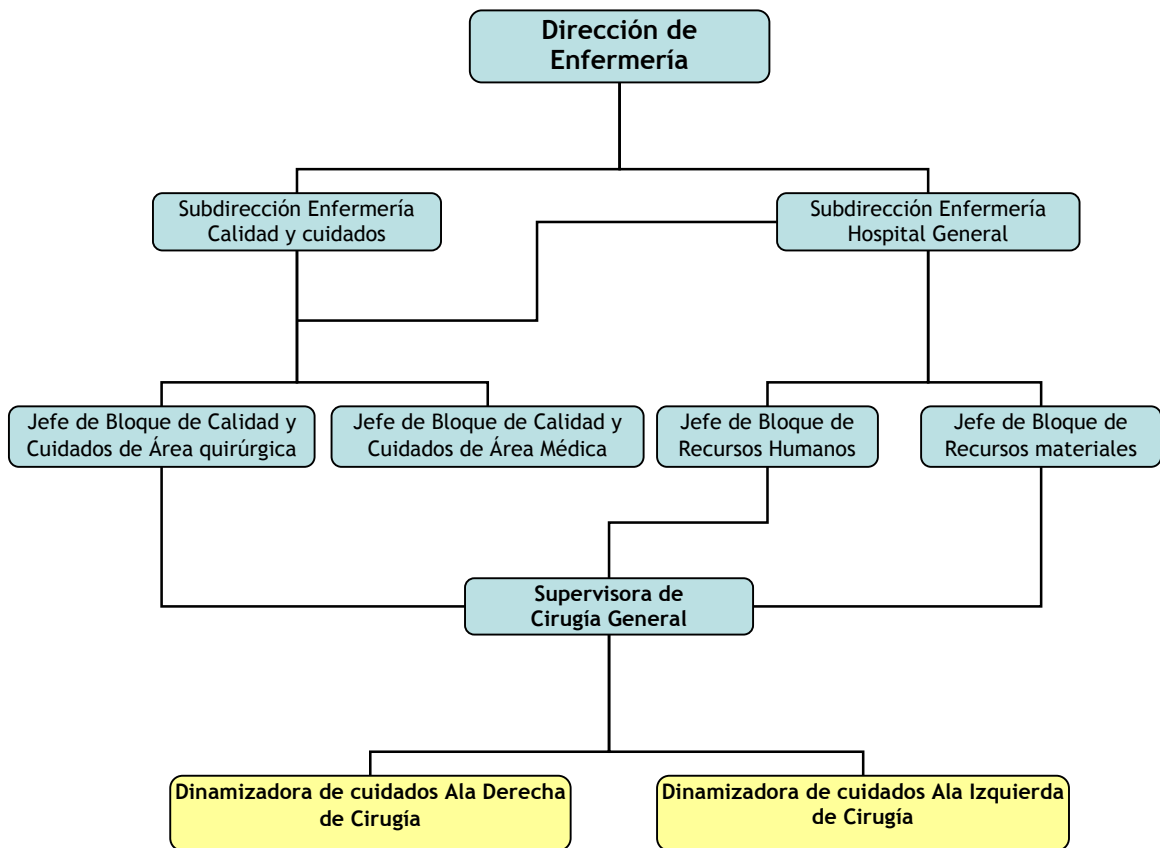 Dirección de
Enfermería
Subdirección Enfermería
Calidad y cuidados
Subdirección Enfermería
Hospital General
Jefe de Bloque de Calidad y
Cuidados de Área quirúrgica
Jefe de Bloque de Calidad y
Cuidados de Área Médica
Jefe de Bloque de
Recursos Humanos
Jefe de Bloque de
Recursos materiales
Supervisora de
Cirugía General
Dinamizadora de cuidados Ala Derecha
de Cirugía
Dinamizadora de cuidados Ala Izquierda
de Cirugía